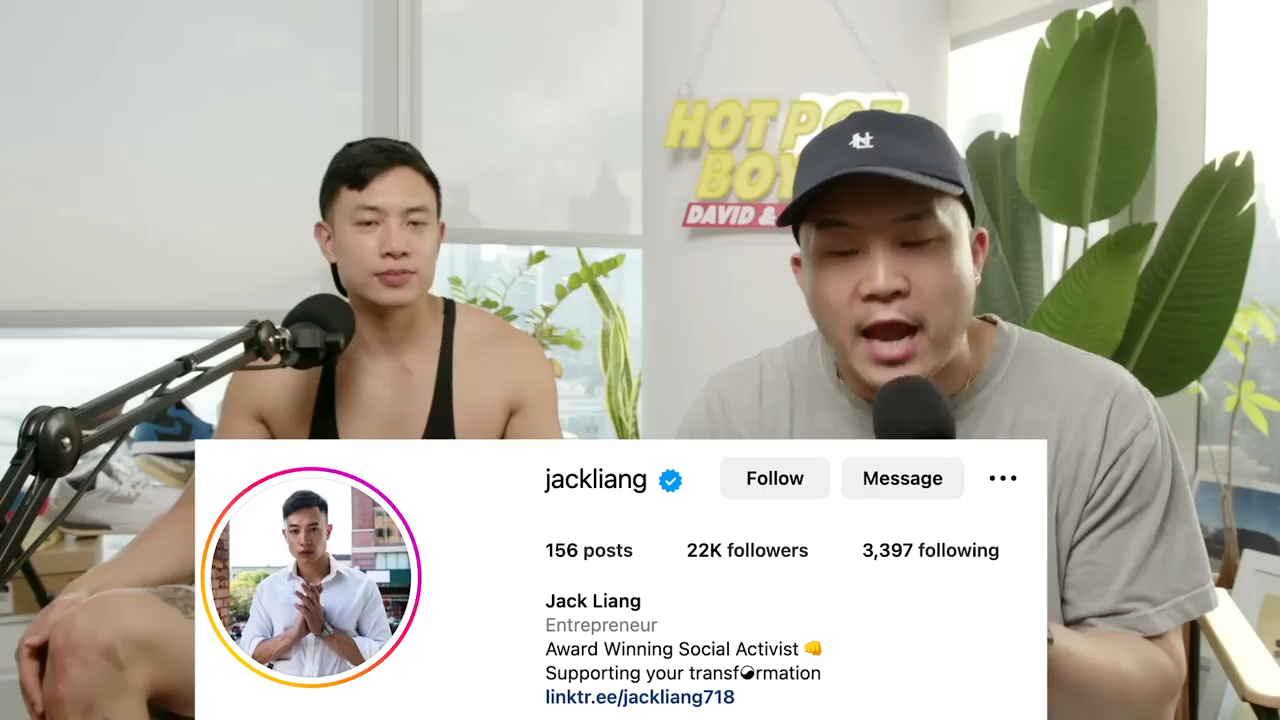 HOT POT
BOY
DAVID &
jackliang
Follow
Message
156 posts
22K followers
3,397 following
Jack Liang
Entrepreneur
Award Winning Social Activist 👊
Supporting your transf☯rmation
linktr.ee/jackliang718